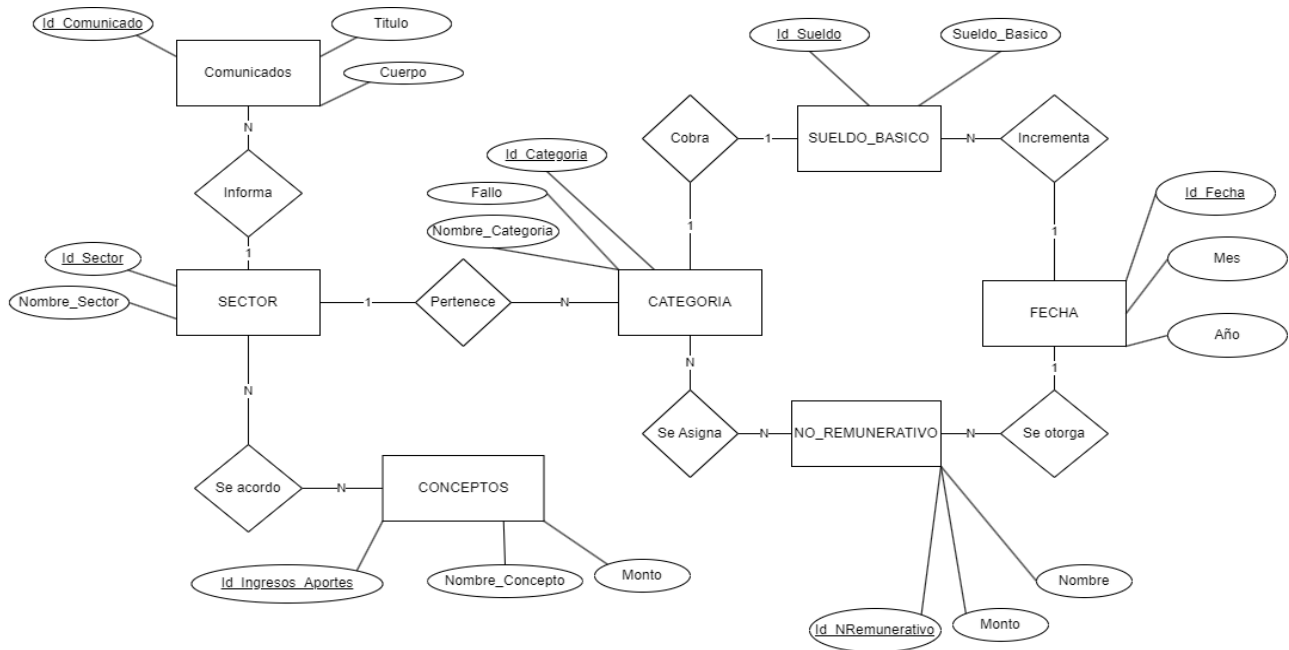 Id_Comunicado
Titulo
Comunicados
Cuerpo
N
Informa
1
Id_Sector
Nombre_Sector
SECTOR
1
Pertenece
N
Id_Categoria
Fallo
Nombre_Categoria
CATEGORIA
1
Cobra
1
Id_Sueldo
Sueldo_Basico
SUELDO_BASICO
N
Incrementa
1
Id_Fecha
Mes
Año
FECHA
1
Se otorga
N
NO_REMUNERATIVO
N
Se Asigna
N
Nombre
Monto
Id_NRemunerativo
N
Se acordo
N
CONCEPTOS
Id_Ingresos_Aportes
Nombre_Concepto
Monto